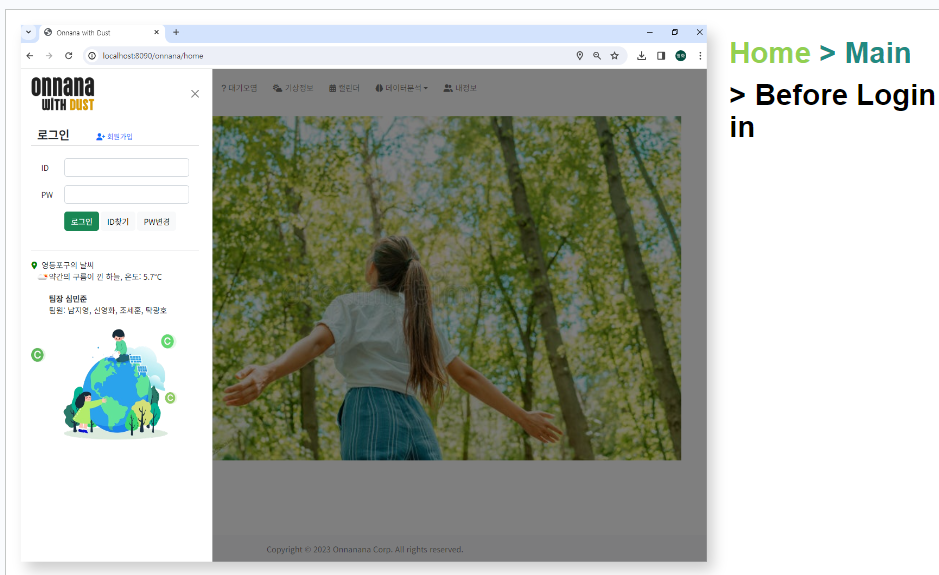 Onnana with Dust
localhost:8090/onnana/home
onnana
WITH DUST
?대기오염
기상정보
캘린더
데이터분석
내정보
로그인
회원가입
ID
PW
로그인
ID찾기
PW변경
영등포구의 날씨
약간의 구름이 낀 하늘, 온도: 5.7°C
팀장 심민준
팀원: 남지영, 신영화, 조세훈, 탁광호
C
C
C
Copyright © 2023 Onnanana Corp. All rights reserved.
Home > Main
> Before Login
in